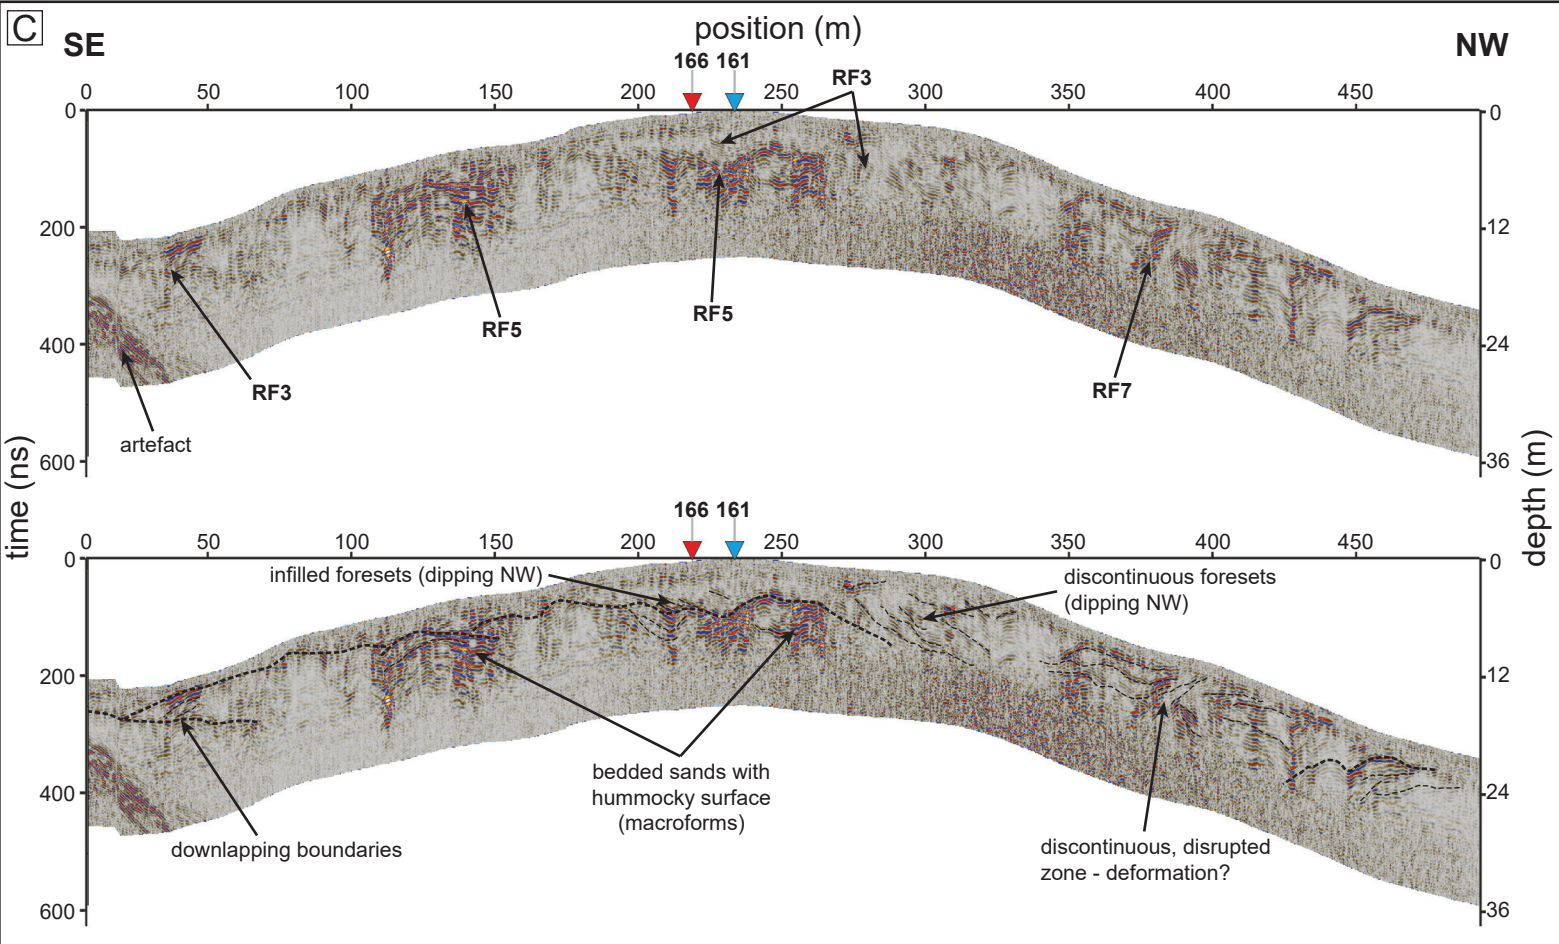 C
SE
position (m)
NW
166 161
RF3
0 50 100 150 200 250 300 350 400 450
0
200
400
600
0
12
24
36
RF3
RF5
RF5
RF7
artefact
time (ns)
depth (m)
166 161
0 50 100 150 200 250 300 350 400 450
0
200
400
600
0
12
24
36
infilled foresets (dipping NW)
discontinuous foresets
(dipping NW)
bedded sands with
hummocky surface
(macroforms)
downlapping boundaries
discontinuous, disrupted
zone - deformation?